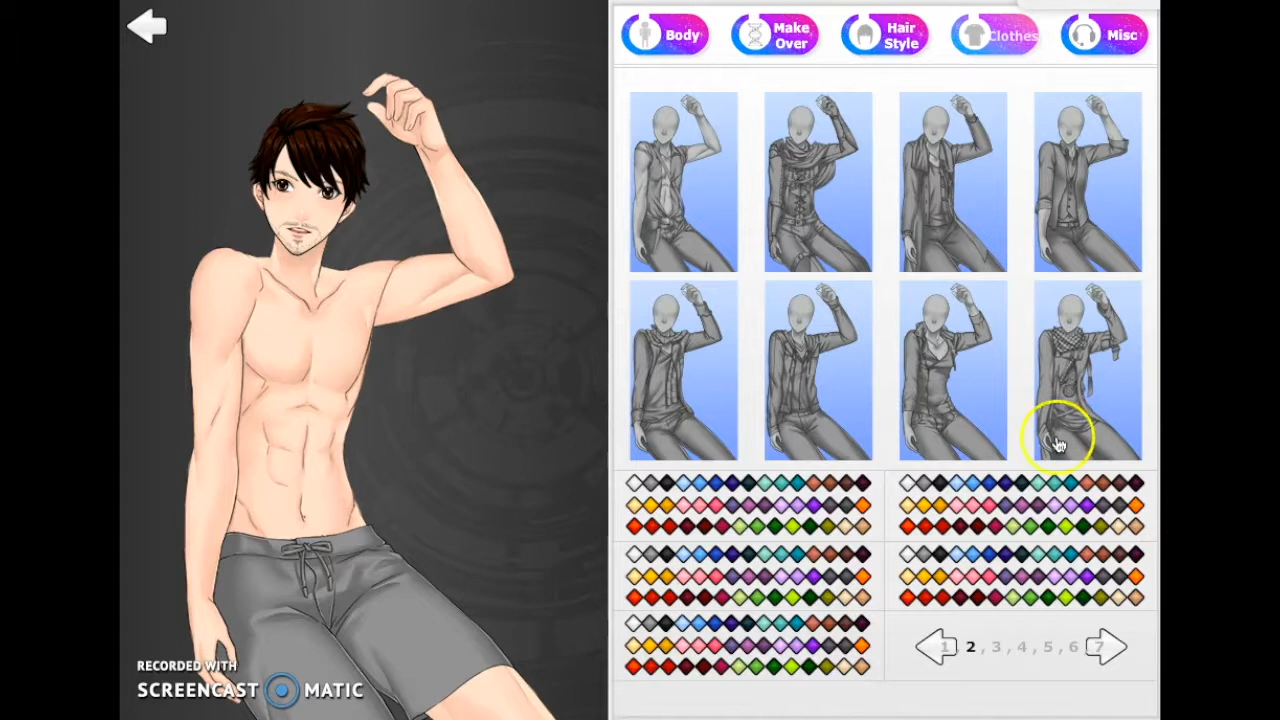 Body
Make
Over
Hair
Style
Clothes
Misc
1, 2, 3, 4, 5, 6, 7
RECORDED WITH
SCREENCAST MATIC